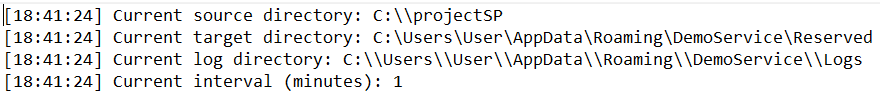 [18:41:24] Current source directory: C:\\projectSP
[18:41:24] Current target directory: C:\Users\User\AppData\Roaming\DemoService\Reserved
[18:41:24] Current log directory: C:\\Users\\User\\AppData\\Roaming\\DemoService\\Logs
[18:41:24] Current interval (minutes): 1